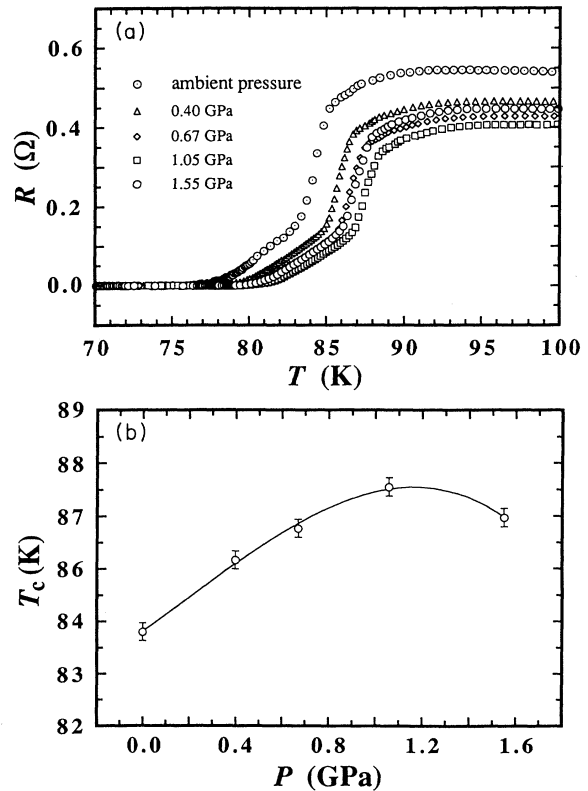 (a)
0.6
0.4
0.2
0.0
R (Ω)
ambient pressure
0.40 GPa
0.67 GPa
1.05 GPa
1.55 GPa
70 75 80 85 90 95 100
T (K)
(b)
89
88
87
86
84
83
82
Tc (K)
0.0 0.4 0.8 1.2 1.6
P (GPa)